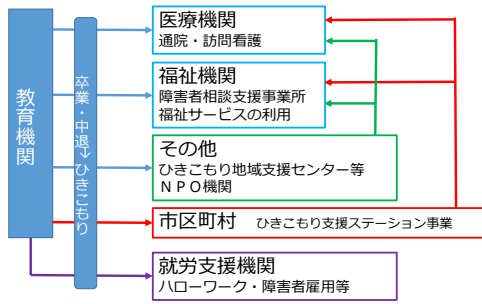 教育機関
卒業・中退→ひきこもり
医療機関
通院・訪問看護
福祉機関
障害者相談支援事業所
福祉サービスの利用
その他
ひきこもり地域支援センター等
ＮＰＯ機関
市区町村 ひきこもり支援ステーション事業
就労支援機関
ハローワーク・障害者雇用等